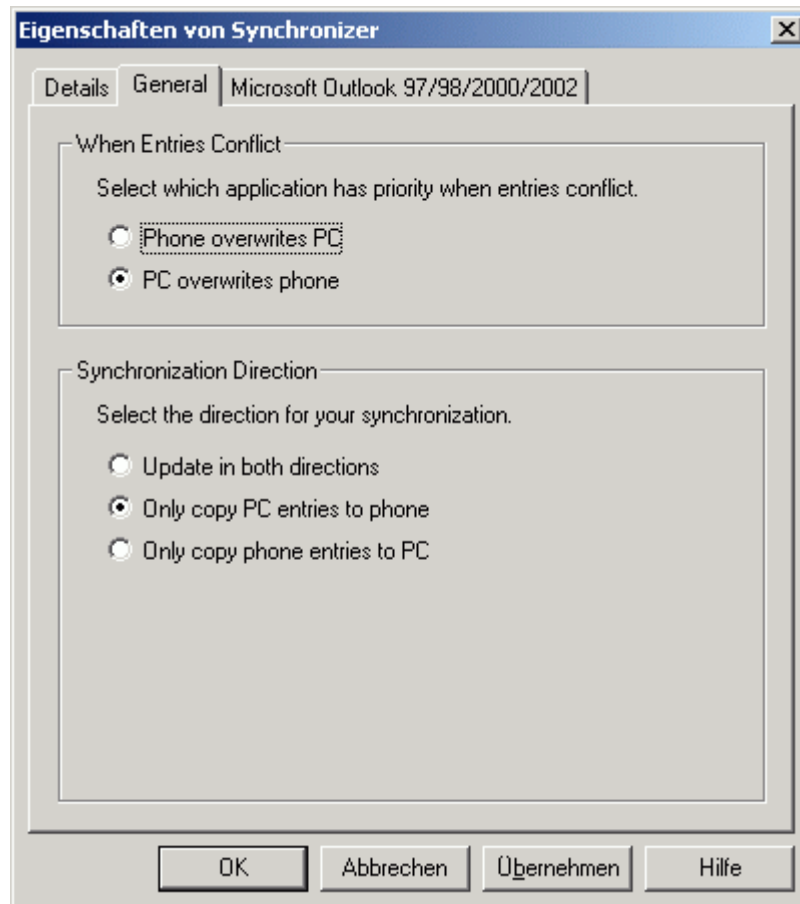 Eigenschaften von Synchronizer
Details General Microsoft Outlook 97/98/2000/2002
When Entries Conflict
Select which application has priority when entries conflict.
Phone overwrites PC
PC overwrites phone
Synchronization Direction
Select the direction for your synchronization.
Update in both directions
Only copy PC entries to phone
Only copy phone entries to PC
OK Abbrechen Übernehmen Hilfe